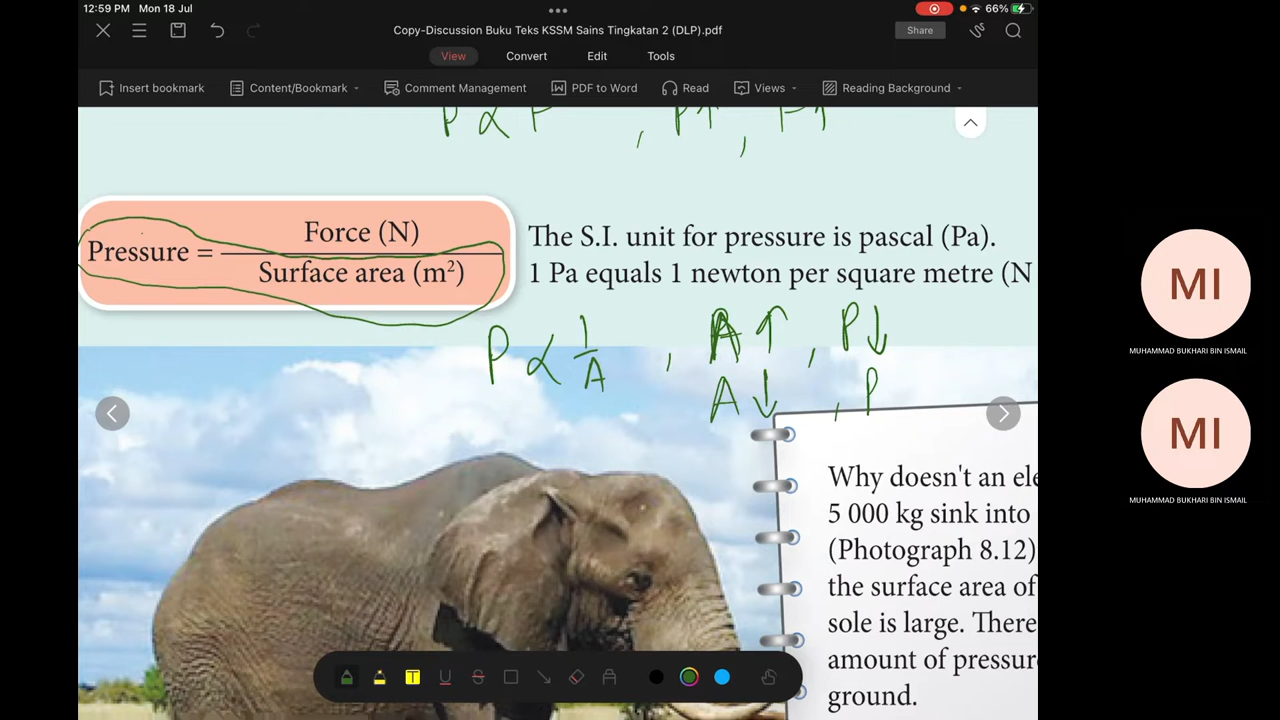 12:59 PM Mon 18 Jul
66%
Copy-Discussion Buku Teks KSSM Sains Tingkatan 2 (DLP).pdf
Share
View Convert Edit Tools
Insert bookmark Content/Bookmark Comment Management PDF to Word Read Views Reading Background
Pressure = Force (N)
Surface area (m²)
The S.I. unit for pressure is pascal (Pa).
1 Pa equals 1 newton per square metre (N
P ∝ 1/A , A ↑ , P ↓
A ↓ , P
Why doesn't an ele
5 000 kg sink into
(Photograph 8.12)
the surface area of
sole is large. There
amount of pressure
ground.
T U S
MI
MUHAMMAD BUKHARI BIN ISMAIL
MI
MUHAMMAD BUKHARI BIN ISMAIL